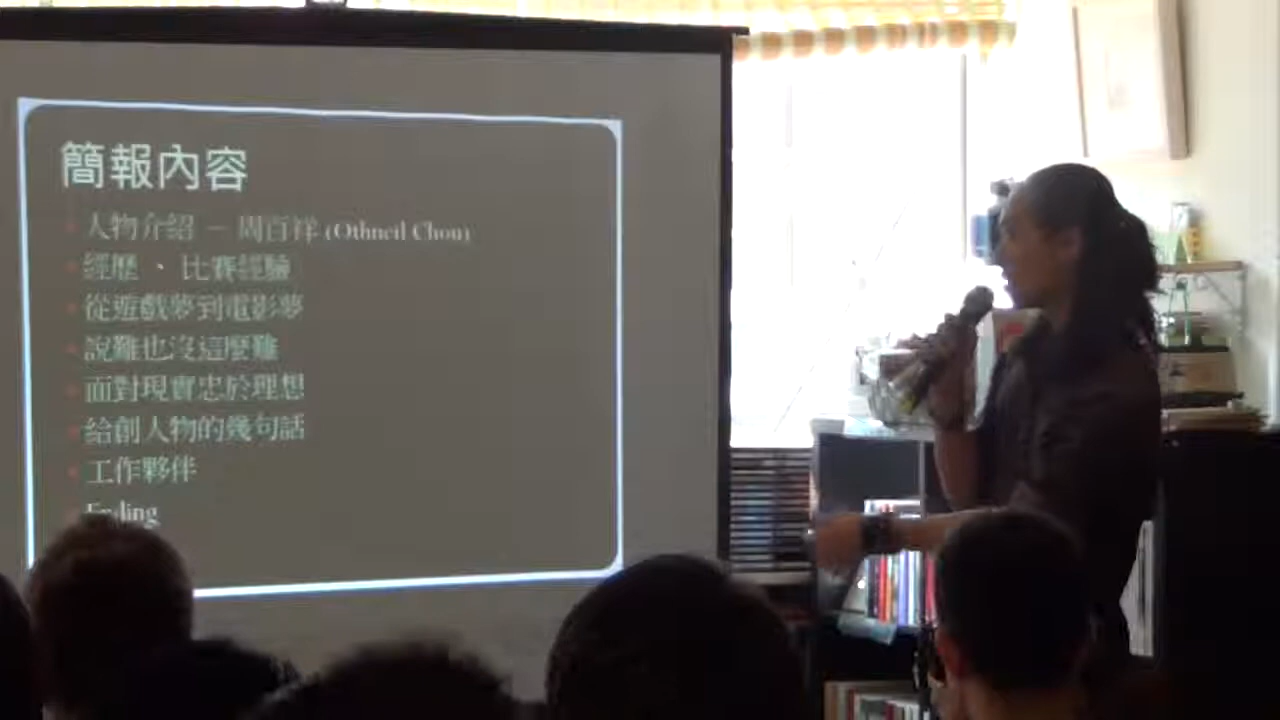 簡報內容
人物介紹 — 周百祥 (Othneil Chou)
經歷 、 比賽經驗
從遊戲夢到電影夢
說難也沒這麼難
面對現實忠於理想
給創人物的幾句話
工作夥伴
Ending